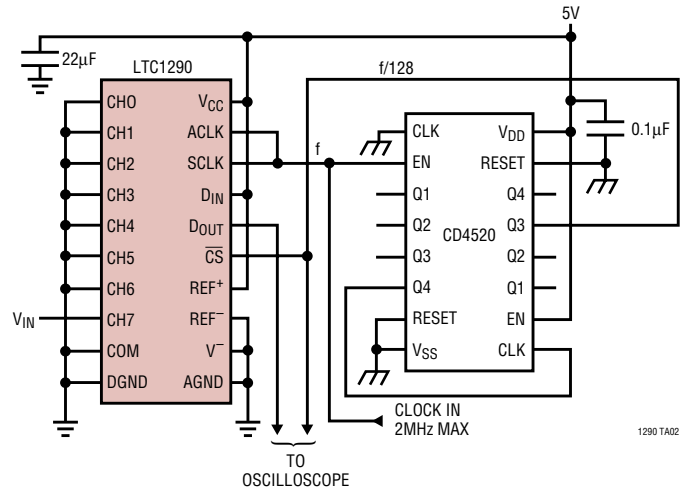 5V
22µF
LTC1290
f/128
CHO
CH1
CH2
CH3
CH4
CH5
CH6
CH7
COM
DGND
VCC
ACLK
SCLK
DIN
DOUT
CS
REF+
REF–
V–
AGND
VIN
f
CLK
EN
Q1
Q2
Q3
Q4
RESET
VSS
CD4520
VDD
RESET
Q4
Q3
Q2
Q1
EN
CLK
0.1µF
CLOCK IN
2MHz MAX
TO
OSCILLOSCOPE
1290 TA02